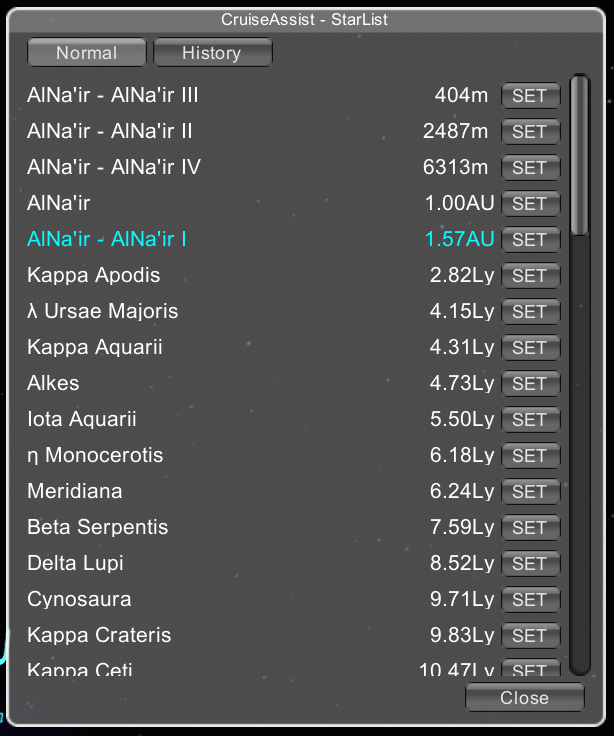 CruiseAssist - StarList
Normal History
AlNa'ir - AlNa'ir III 404m SET
AlNa'ir - AlNa'ir II 2487m SET
AlNa'ir - AlNa'ir IV 6313m SET
AlNa'ir 1.00AU SET
AlNa'ir - AlNa'ir I 1.57AU SET
Kappa Apodis 2.82Ly SET
λ Ursae Majoris 4.15Ly SET
Kappa Aquarii 4.31Ly SET
Alkes 4.73Ly SET
Iota Aquarii 5.50Ly SET
η Monocerotis 6.18Ly SET
Meridiana 6.24Ly SET
Beta Serpentis 7.59Ly SET
Delta Lupi 8.52Ly SET
Cynosaura 9.71Ly SET
Kappa Crateris 9.83Ly SET
Kappa Ceti 10.47Ly SET
Close